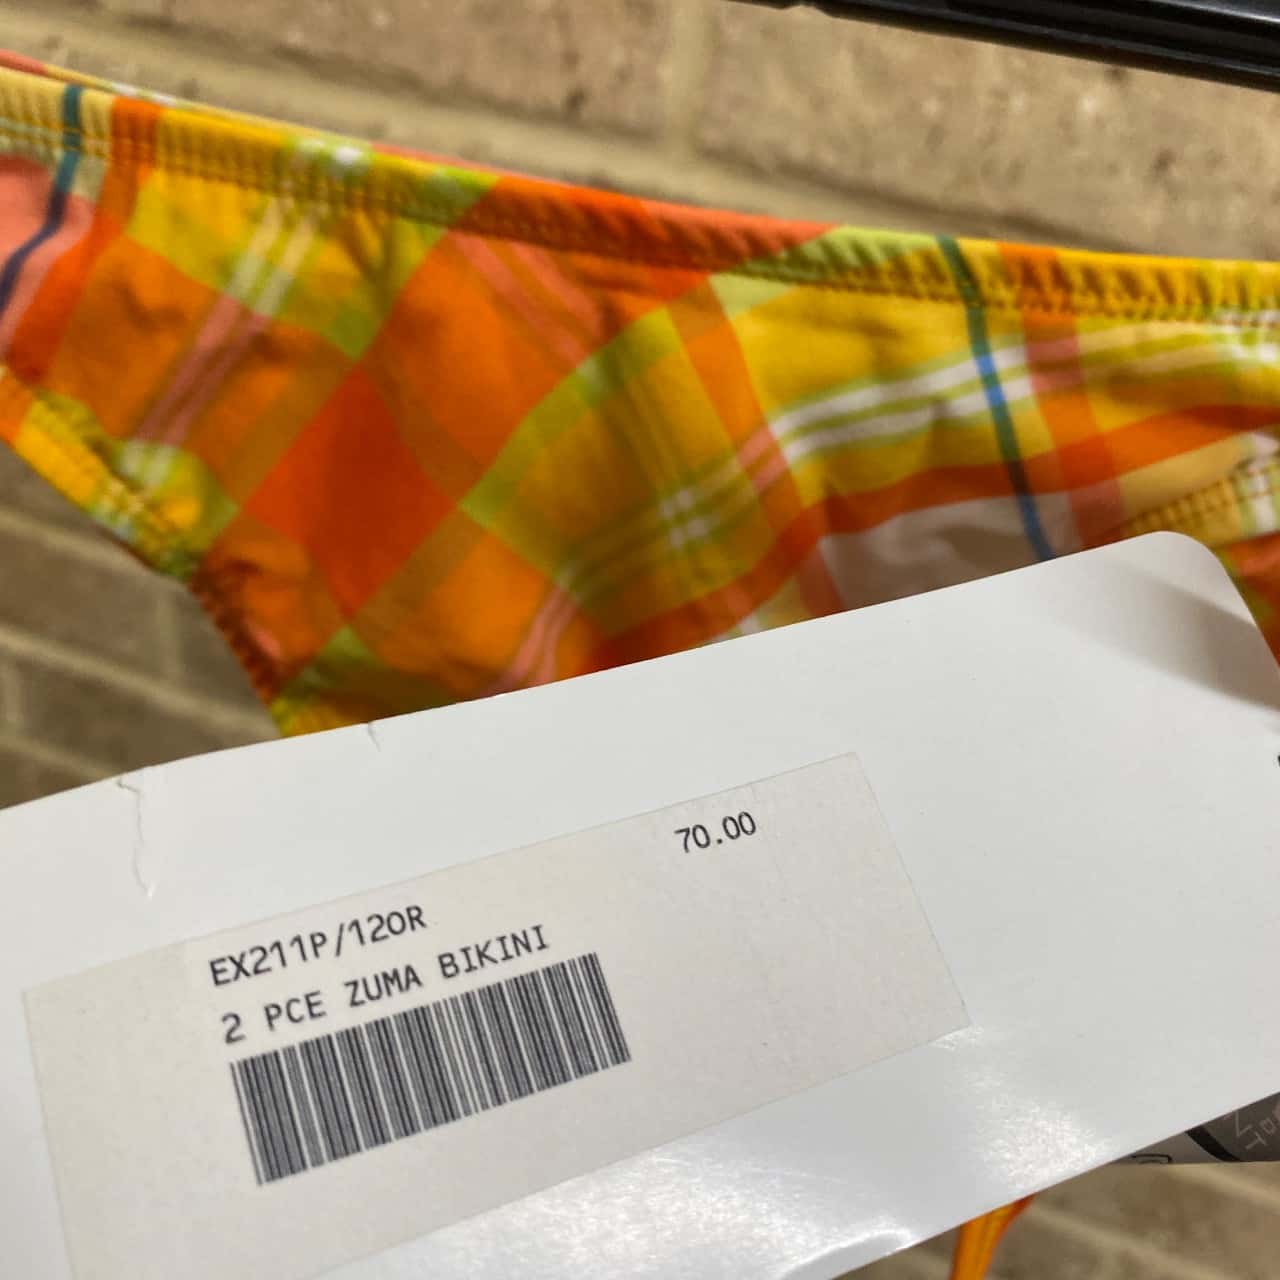 70.00
EX211P/12OR
2 PCE ZUMA BIKINI